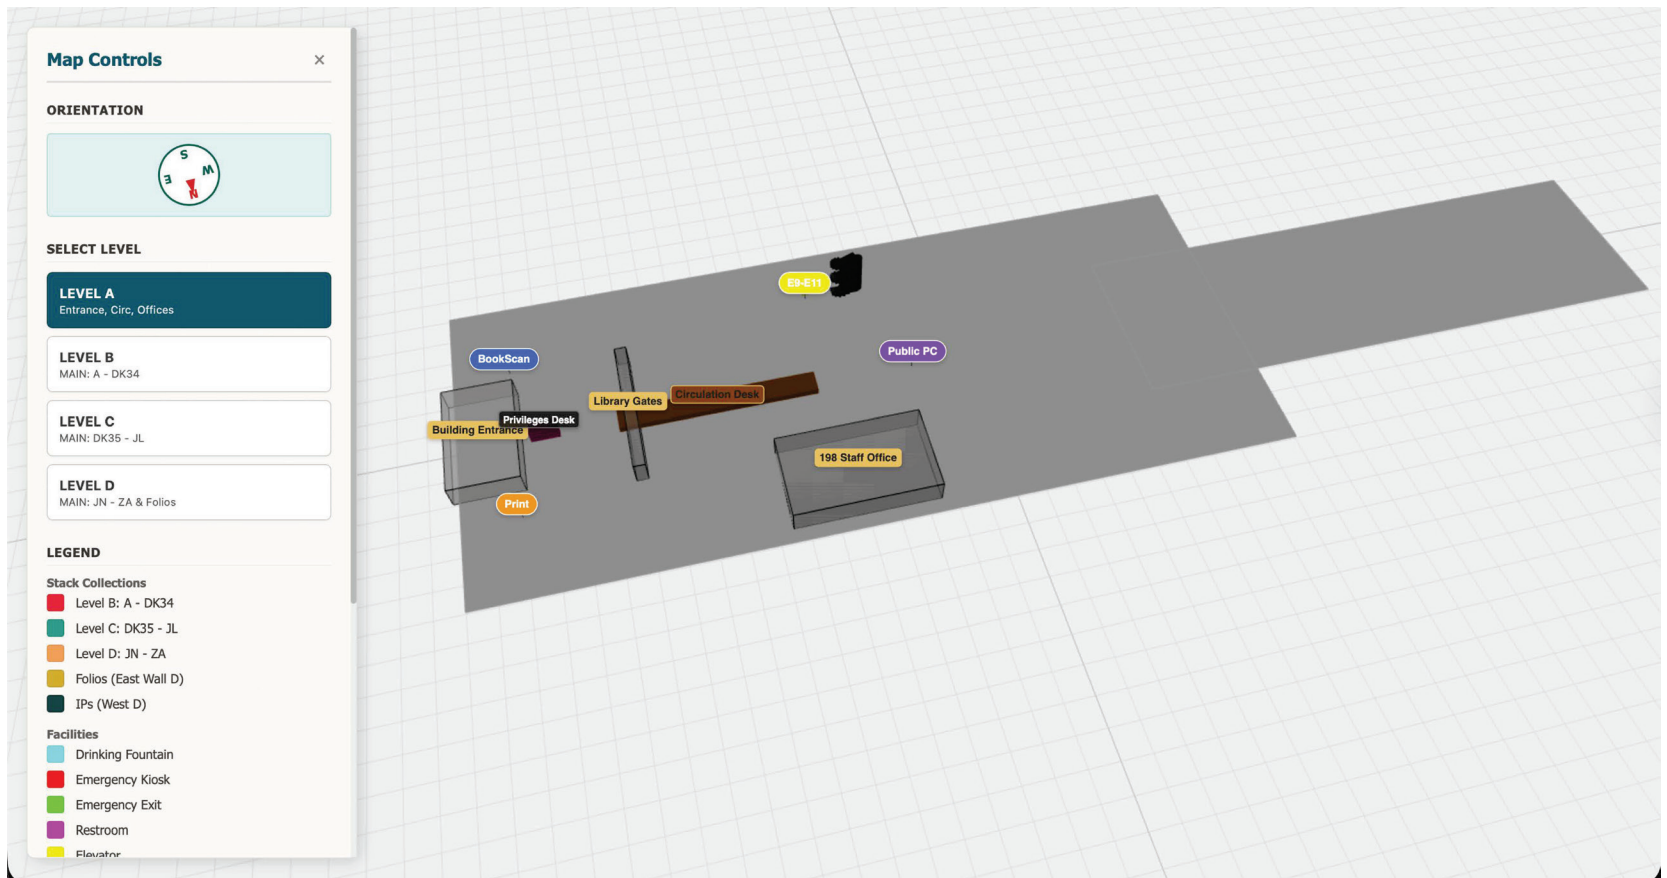 Map Controls
×
ORIENTATION
S
W
E
N
SELECT LEVEL
LEVEL A
Entrance, Circ, Offices
LEVEL B
MAIN: A - DK34
LEVEL C
MAIN: DK35 - JL
LEVEL D
MAIN: JN - ZA & Folios
LEGEND
Stack Collections
Level B: A - DK34
Level C: DK35 - JL
Level D: JN - ZA
Folios (East Wall D)
IPs (West D)
Facilities
Drinking Fountain
Emergency Kiosk
Emergency Exit
Restroom
Elevator
E9-E11
BookScan
Public PC
Circulation Desk
Library Gates
Privileges Desk
Building Entrance
198 Staff Office
Print